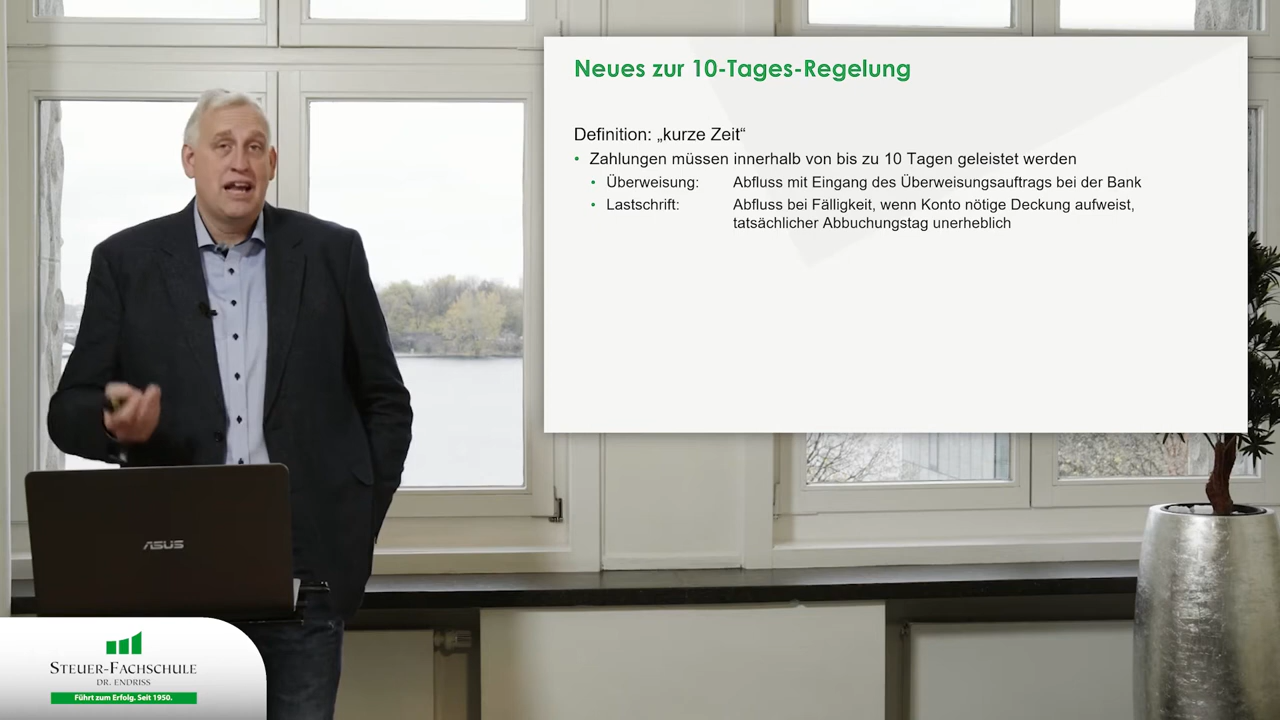 Neues zur 10-Tages-Regelung
Definition: „kurze Zeit“
• Zahlungen müssen innerhalb von bis zu 10 Tagen geleistet werden
• Überweisung: Abfluss mit Eingang des Überweisungsauftrags bei der Bank
• Lastschrift: Abfluss bei Fälligkeit, wenn Konto nötige Deckung aufweist,
tatsächlicher Abbuchungstag unerheblich
ASUS
STEUER-FACHSCHULE
DR. ENDRISS
Führt zum Erfolg. Seit 1950.